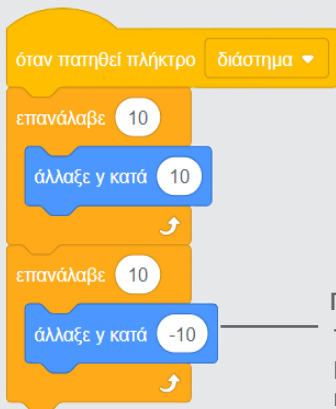 όταν πατηθεί πλήκτρο διάστημα
επανάλαβε 10
άλλαξε y κατά 10
επανάλαβε 10
άλλαξε y κατά -10